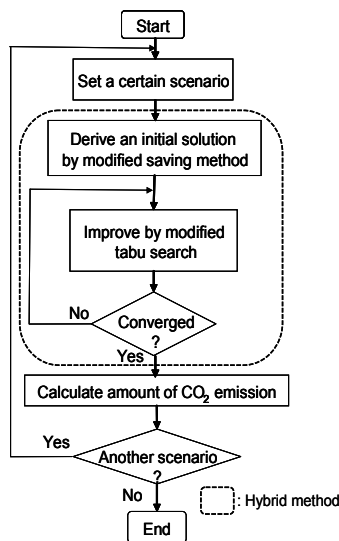 Start
Set a certain scenario
Derive an initial solution
by modified saving method
Improve by modified
tabu search
No
Converged
?
Yes
Calculate amount of CO2 emission
Yes
Another scenario
?
No
: Hybrid method
End